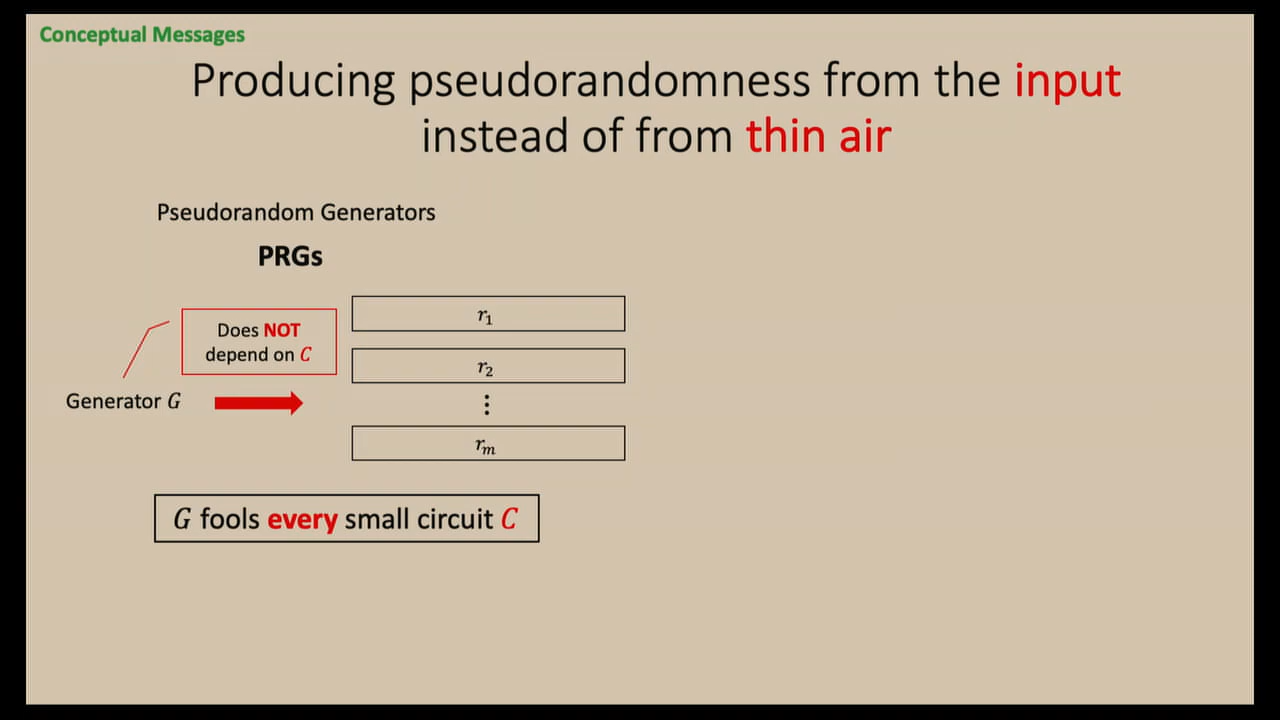 Conceptual Messages
Producing pseudorandomness from the input
instead of from thin air
Pseudorandom Generators
PRGs
Does NOT
depend on C
Generator G
r₁
r₂
⋮
rₘ
G fools every small circuit C